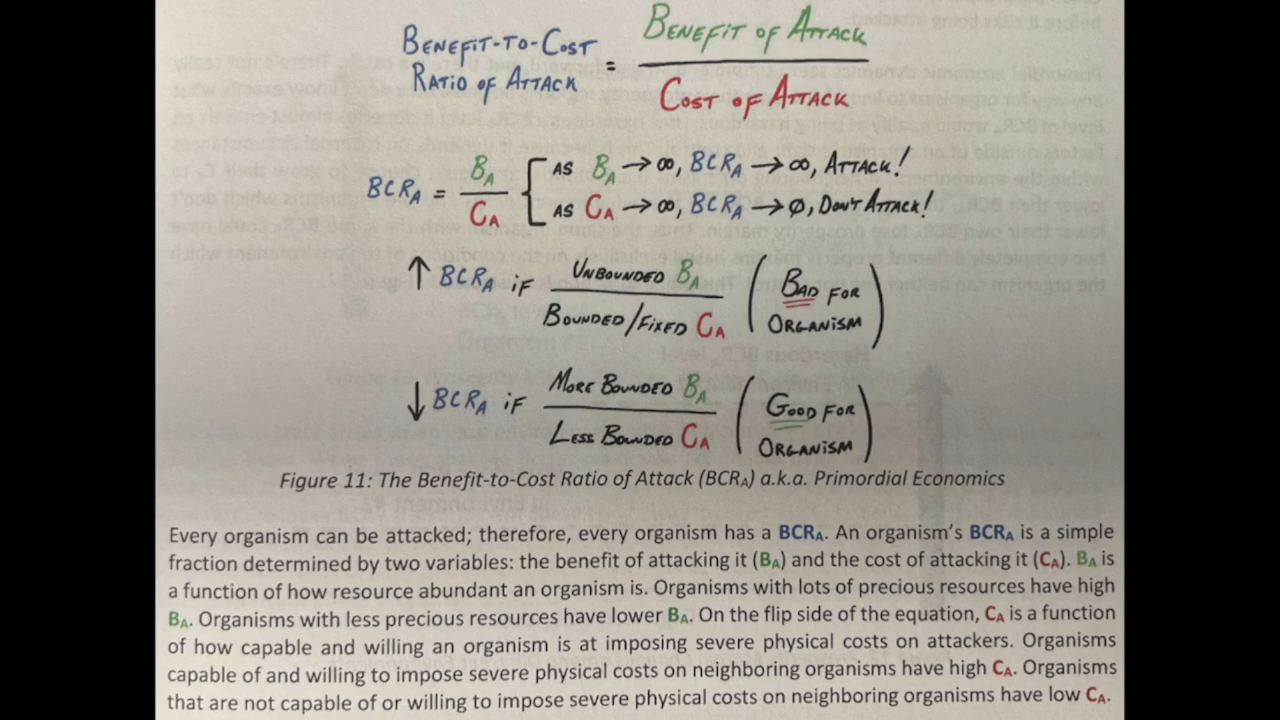 BENEFIT-TO-COST RATIO OF ATTACK = BENEFIT OF ATTACK / COST OF ATTACK
BCRA = BA / CA
AS BA → ∞, BCRA → ∞, ATTACK!
AS CA → ∞, BCRA → Ø, DON'T ATTACK!
↑ BCRA IF UNBOUNDED BA / BOUNDED/FIXED CA (BAD FOR ORGANISM)
↓ BCRA IF MORE BOUNDED BA / LESS BOUNDED CA (GOOD FOR ORGANISM)
Figure 11: The Benefit-to-Cost Ratio of Attack (BCRA) a.k.a. Primordial Economics
Every organism can be attacked; therefore, every organism has a BCRA. An organism's BCRA is a simple
fraction determined by two variables: the benefit of attacking it (BA) and the cost of attacking it (CA). BA is
a function of how resource abundant an organism is. Organisms with lots of precious resources have high
BA. Organisms with less precious resources have lower BA. On the flip side of the equation, CA is a function
of how capable and willing an organism is at imposing severe physical costs on attackers. Organisms
capable of and willing to impose severe physical costs on neighboring organisms have high CA. Organisms
that are not capable of or willing to impose severe physical costs on neighboring organisms have low CA.